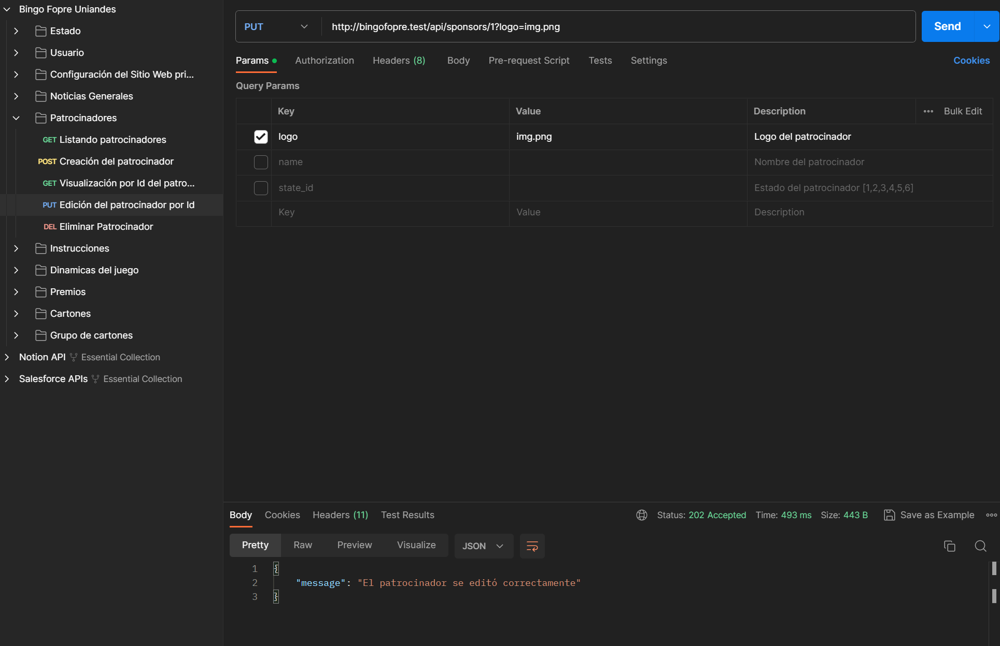 Bingo Fopre Uniandes
Estado
Usuario
Configuración del Sitio Web pri...
Noticias Generales
Patrocinadores
GET Listando patrocinadores
POST Creación del patrocinador
GET Visualización por Id del patro...
PUT Edición del patrocinador por Id
DEL Eliminar Patrocinador
Instrucciones
Dinamicas del juego
Premios
Cartones
Grupo de cartones
Notion API Essential Collection
Salesforce APIs Essential Collection
PUT http://bingofopre.test/api/sponsors/1?logo=img.png Send
Params Authorization Headers (8) Body Pre-request Script Tests Settings Cookies
Query Params
Key Value Description Bulk Edit
logo img.png Logo del patrocinador
name Nombre del patrocinador
state_id Estado del patrocinador [1,2,3,4,5,6]
Key Value Description
Body Cookies Headers (11) Test Results Status: 202 Accepted Time: 493 ms Size: 443 B Save as Example
Pretty Raw Preview Visualize JSON
1 {
2 "message": "El patrocinador se editó correctamente"
3 }